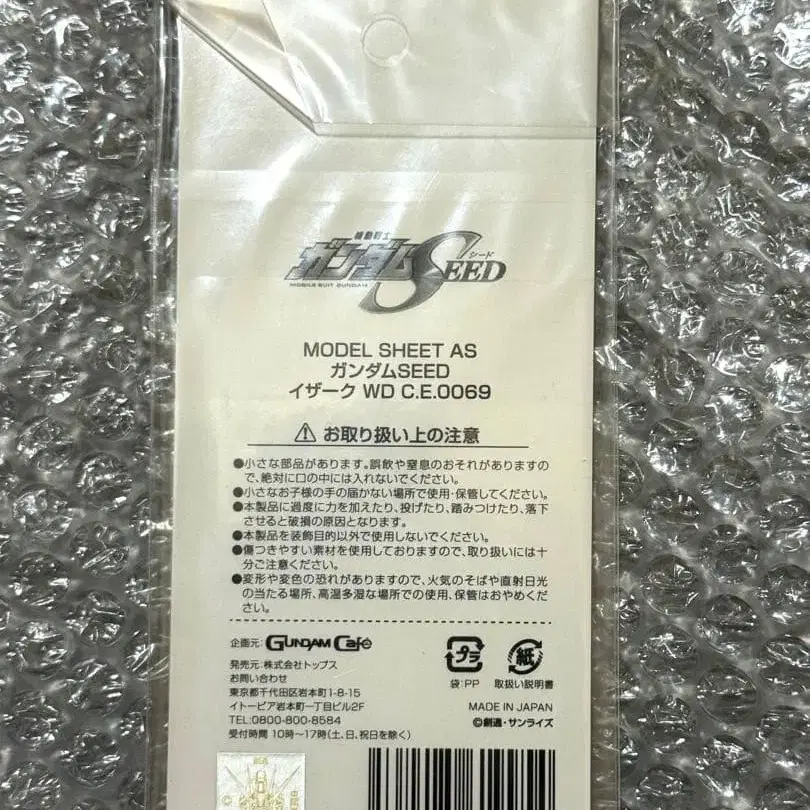 機動戦士
ガンダムSEED
シード
MOBILE SUIT GUNDAM
MODEL SHEET AS
ガンダムSEED
イザーク WD C.E.0069
お取り扱い上の注意
●小さな部品があります。誤飲や窒息のおそれがありますの
で、絶対に口の中には入れないでください。
●小さなお子様の手の届かない場所で使用・保管してください。
●本製品に過度に力を加えたり、投げたり、踏みつけたり、落下
させると破損の原因となります。
●本製品を装飾目的以外で使用しないでください。
●傷つきやすい素材を使用しておりますので、取り扱いには十
分ご注意ください。
●変形や変色の恐れがありますので、火気のそばや直射日光
の当たる場所、高温多湿な場所での使用、保管はおやめくだ
さい。
企画元:GUNDAM Café
発売元:株式会社トップス
お問い合わせ
東京都千代田区岩本町1-8-15
イトーピア岩本町一丁目ビル2F
TEL:0800-800-8584
受付時間 10時〜17時(土、日、祝日を除く)
プラ
袋:PP
紙
取扱い説明書
MADE IN JAPAN
©創通・サンライズ